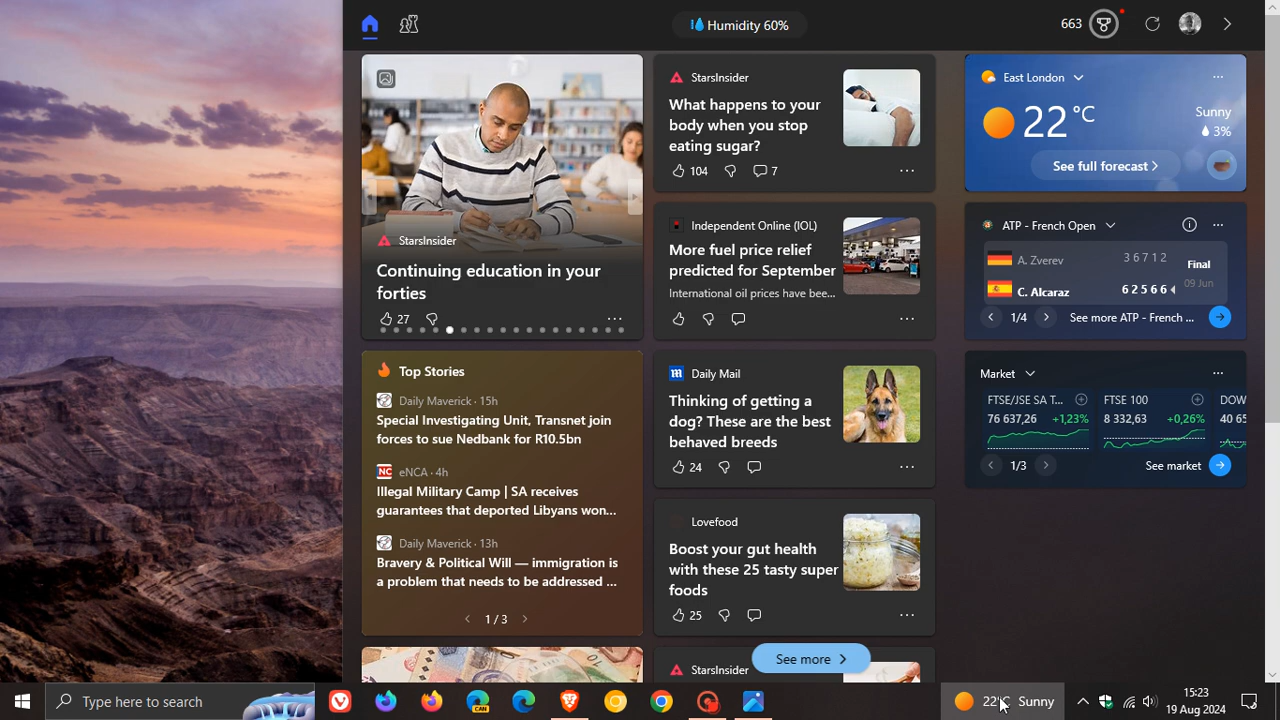 Humidity 60%
663
StarsInsider
Continuing education in your
forties
27
Top Stories
Daily Maverick · 15h
Special Investigating Unit, Transnet join
forces to sue Nedbank for R10.5bn
NC eNCA · 4h
Illegal Military Camp | SA receives
guarantees that deported Libyans won...
Daily Maverick · 13h
Bravery & Political Will — immigration is
a problem that needs to be addressed ...
1 / 3
StarsInsider
What happens to your
body when you stop
eating sugar?
104 7
Independent Online (IOL)
More fuel price relief
predicted for September
International oil prices have bee...
Daily Mail
Thinking of getting a
dog? These are the best
behaved breeds
24
Lovefood
Boost your gut health
with these 25 tasty super
foods
25
StarsInsider
See more
East London
22 °C
Sunny
3%
See full forecast
ATP - French Open
A. Zverev 3 6 7 1 2
Final
C. Alcaraz 6 2 5 6 6
09 Jun
1/4
See more ATP - French ...
Market
FTSE/JSE SA T... FTSE 100 DOW
76 637,26 +1,23% 8 332,63 +0,26% 40 65
1/3
See market
Type here to search
CAN
Sunny
15:23
19 Aug 2024